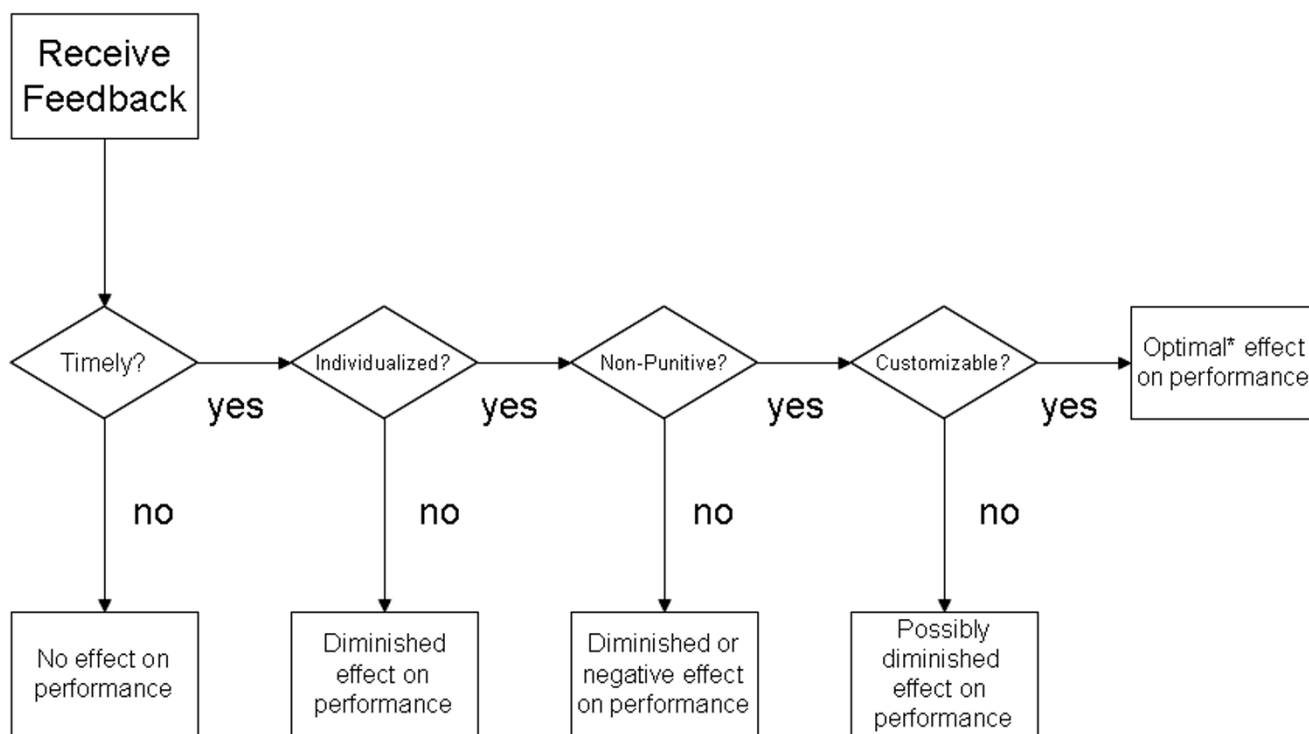 Receive
Feedback
Timely?
yes
Individualized?
yes
Non-Punitive?
yes
Customizable?
yes
Optimal* effect
on performance
no
no
no
no
No effect on
performance
Diminished
effect on
performance
Diminished or
negative effect
on performance
Possibly
diminished
effect on
performance